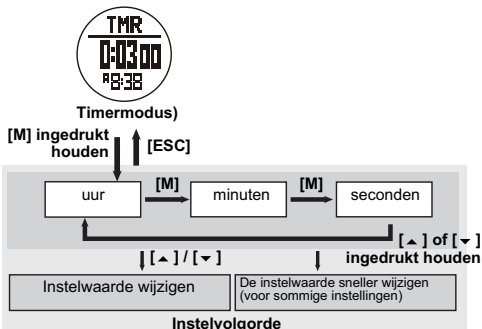 TMR
0:03 00
A8:38
Timermodus)
[M] ingedrukt
houden
[ESC]
uur
[M]
minuten
[M]
seconden
[▲] of [▼]
ingedrukt houden
[▲] / [▼]
Instelwaarde wijzigen
De instelwaarde sneller wijzigen
(voor sommige instellingen)
Instelvolgorde